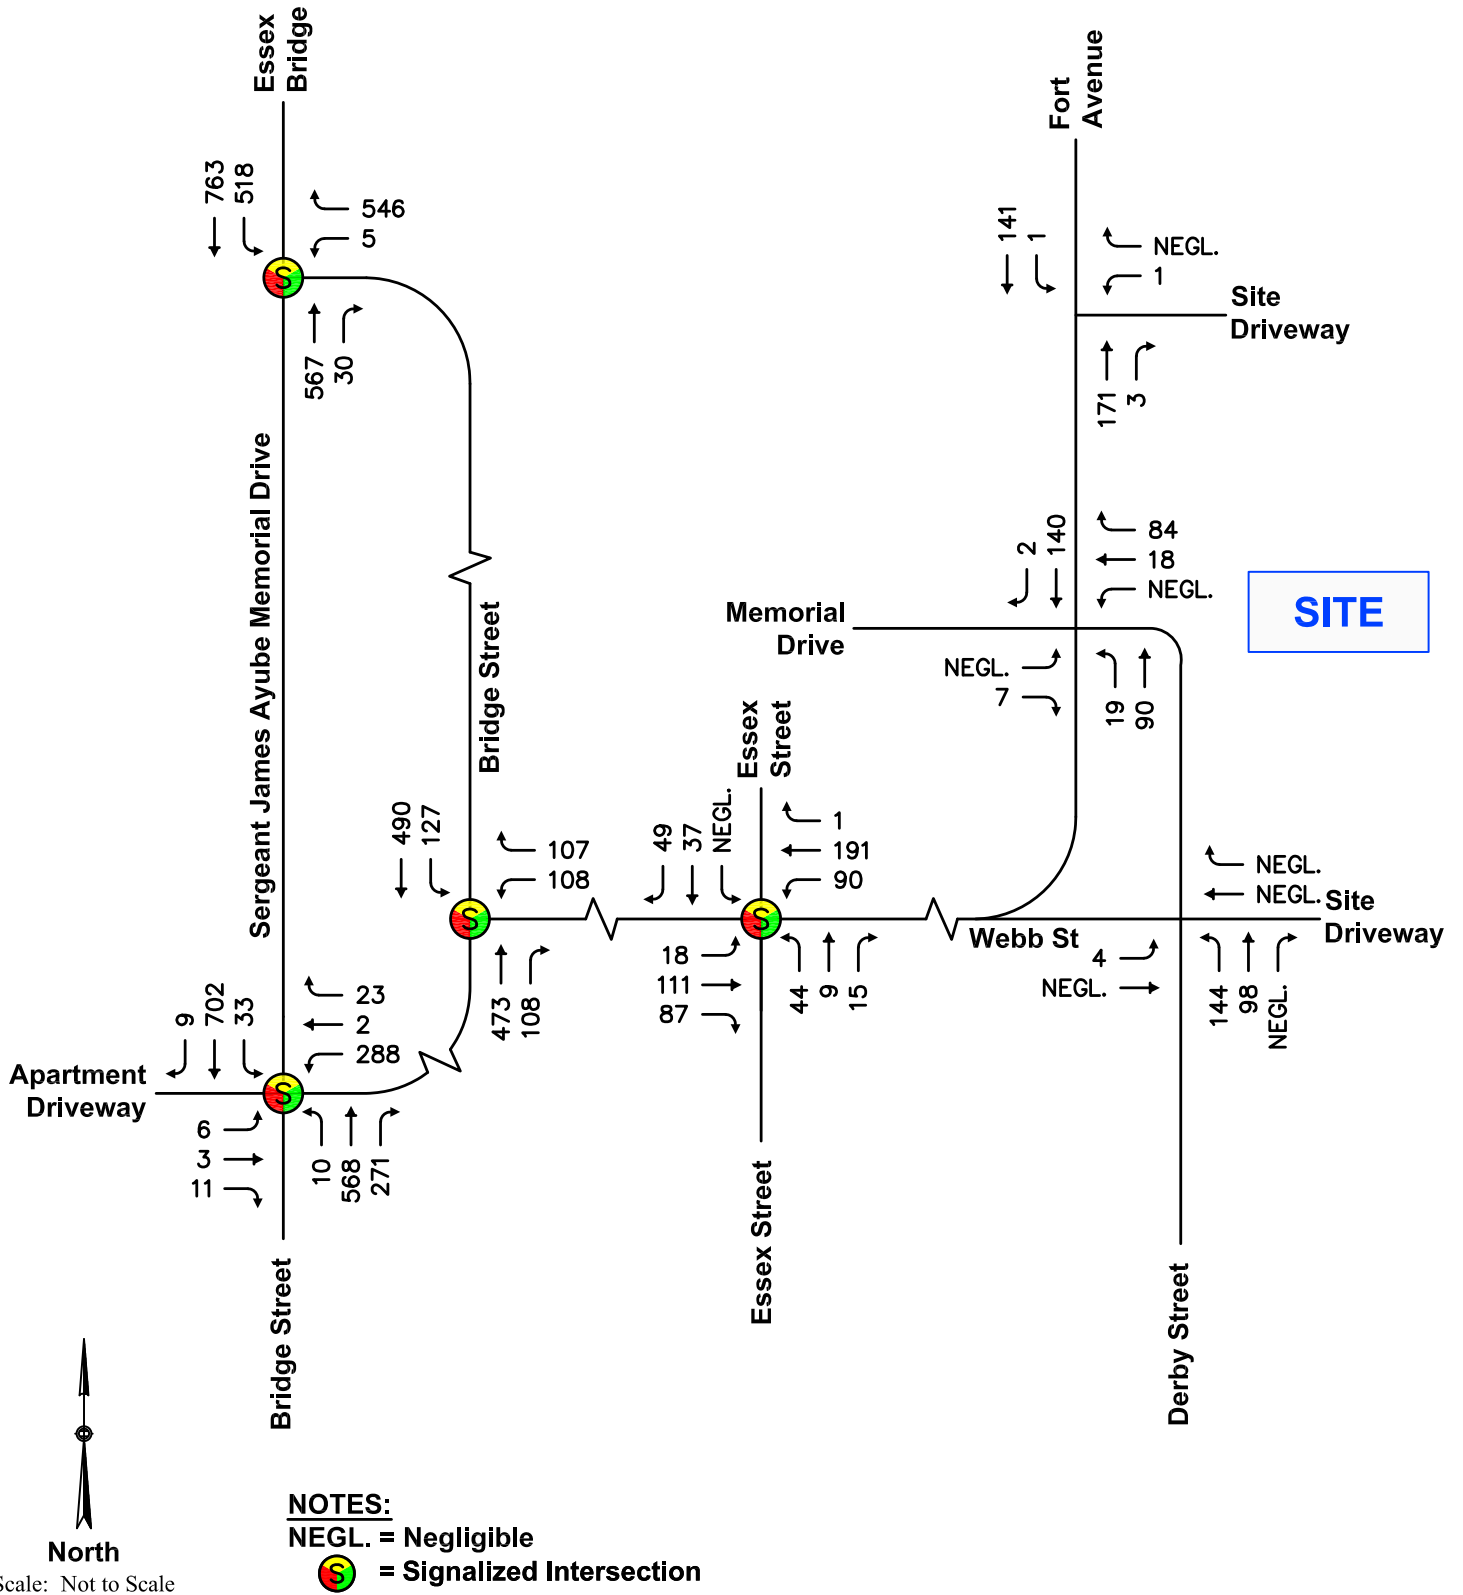 Essex
Bridge
763
518
546
5
567
30
Sergeant James Ayube Memorial Drive
Bridge Street
Fort
Avenue
141
1
NEGL.
1
Site
Driveway
171
3
2
140
84
18
NEGL.
SITE
Memorial
Drive
NEGL.
7
19
90
490
127
107
108
473
108
Essex
Street
49
37
NEGL.
1
191
90
18
111
87
44
9
15
Essex Street
Webb St
NEGL.
NEGL.
Site
Driveway
4
NEGL.
144
98
NEGL.
Derby Street
9
702
33
23
2
288
Apartment
Driveway
6
3
11
10
568
271
Bridge Street
North
Scale: Not to Scale
NOTES:
NEGL. = Negligible
S = Signalized Intersection
S
S
S
S